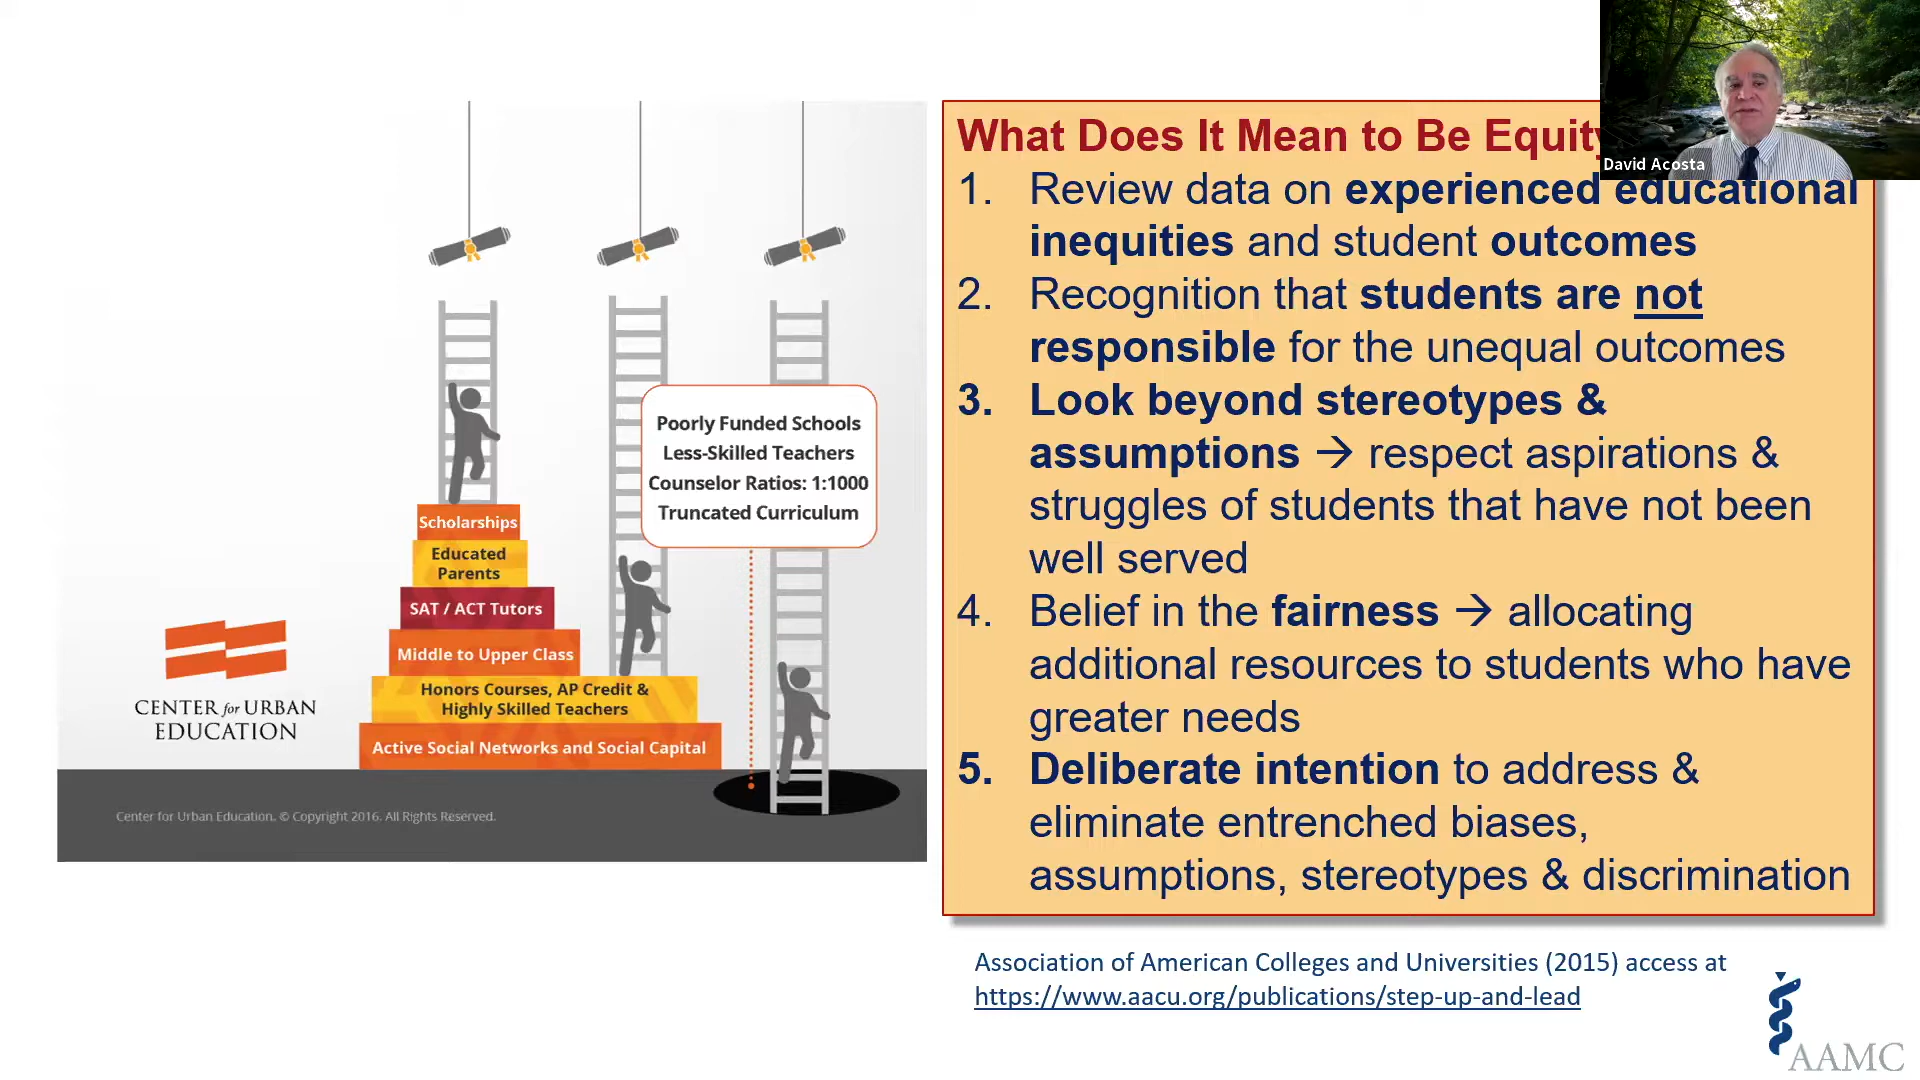 What Does It Mean to Be Equity
1. Review data on experienced educational
inequities and student outcomes
2. Recognition that students are not
responsible for the unequal outcomes
3. Look beyond stereotypes &
assumptions → respect aspirations &
struggles of students that have not been
well served
4. Belief in the fairness → allocating
additional resources to students who have
greater needs
5. Deliberate intention to address &
eliminate entrenched biases,
assumptions, stereotypes & discrimination
David Acosta
Poorly Funded Schools
Less-Skilled Teachers
Counselor Ratios: 1:1000
Truncated Curriculum
Scholarships
Educated
Parents
SAT / ACT Tutors
Middle to Upper Class
Honors Courses, AP Credit &
Highly Skilled Teachers
Active Social Networks and Social Capital
CENTER for URBAN
EDUCATION
Center for Urban Education, © Copyright 2016. All Rights Reserved.
Association of American Colleges and Universities (2015) access at
https://www.aacu.org/publications/step-up-and-lead
AAMC